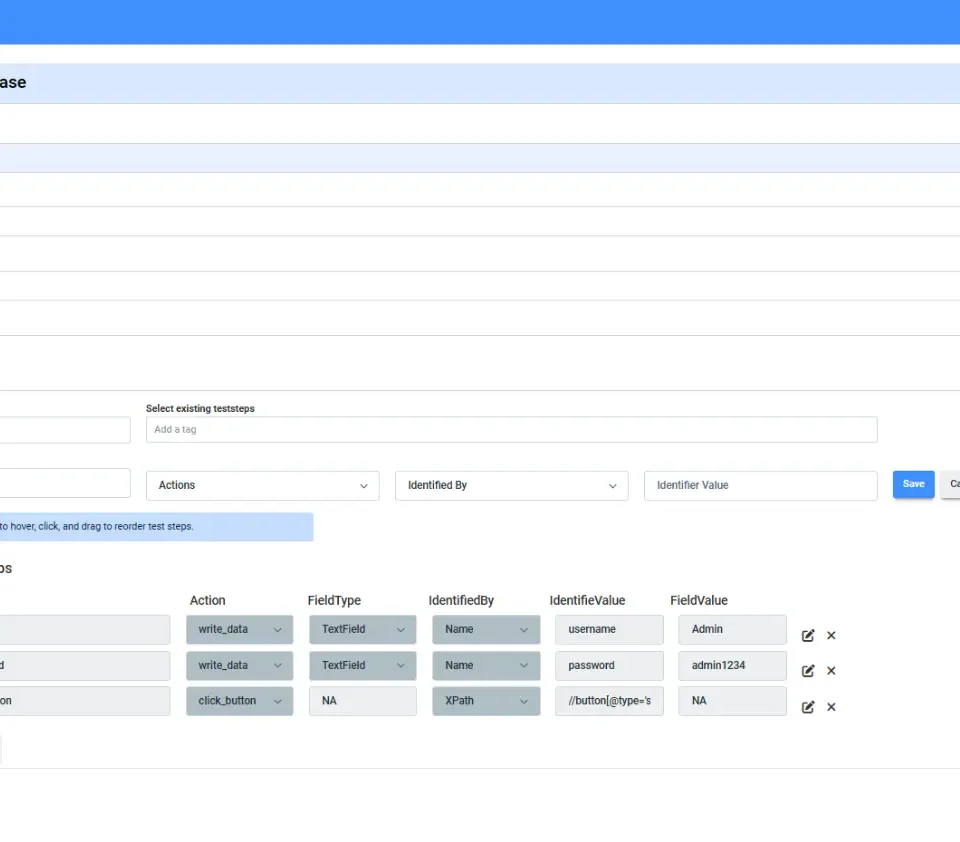 ase
Select existing teststeps
Add a tag
Actions Identified By Identifier Value Save Ca
to hover, click, and drag to reorder test steps.
ps
Action FieldType IdentifiedBy IdentifieValue FieldValue
write_data TextField Name username Admin
d write_data TextField Name password admin1234
on click_button NA XPath //button[@type='s NA